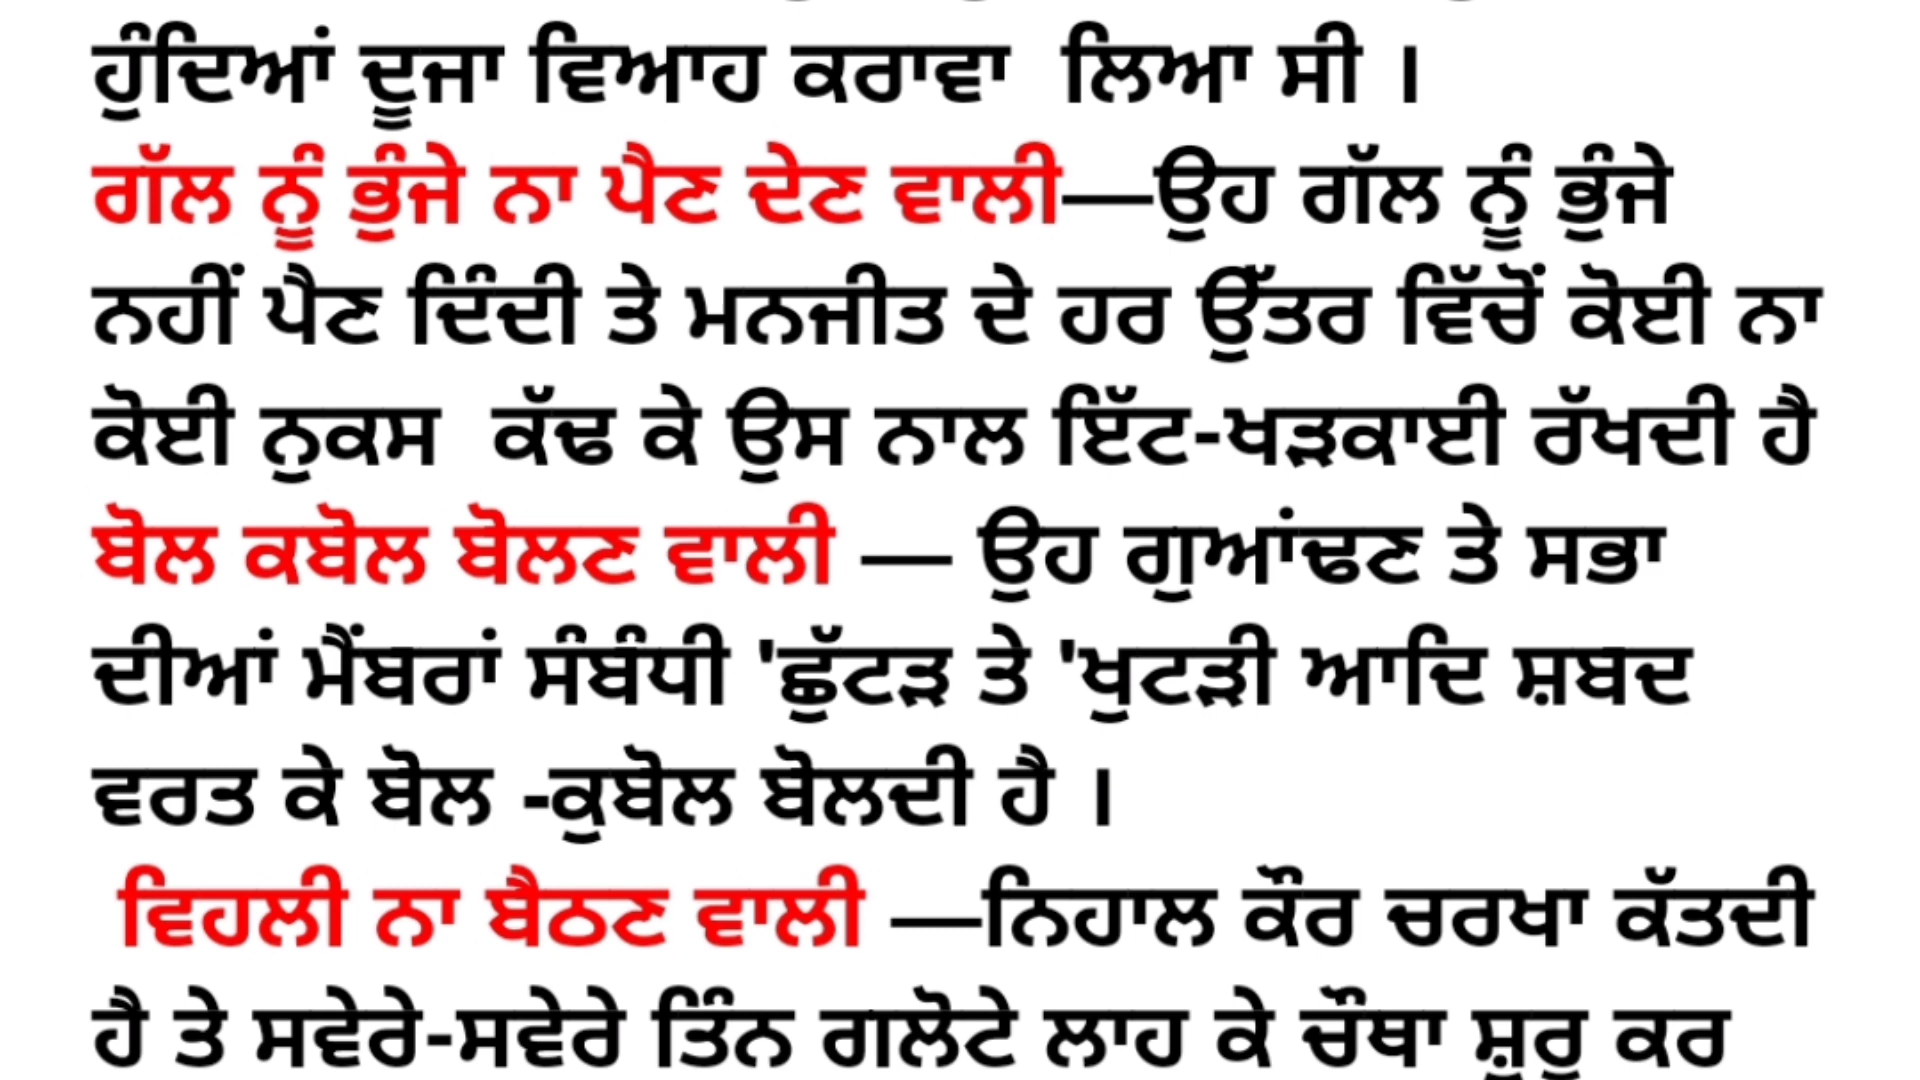 ਹੁੰਦਿਆਂ ਦੂਜਾ ਵਿਆਹ ਕਰਾਵਾ ਲਿਆ ਸੀ ।
ਗੱਲ ਨੂੰ ਭੁੰਜੇ ਨਾ ਪੈਣ ਦੇਣ ਵਾਲੀ—ਉਹ ਗੱਲ ਨੂੰ ਭੁੰਜੇ
ਨਹੀਂ ਪੈਣ ਦਿੰਦੀ ਤੇ ਮਨਜੀਤ ਦੇ ਹਰ ਉੱਤਰ ਵਿੱਚੋਂ ਕੋਈ ਨਾ
ਕੋਈ ਨੁਕਸ ਕੱਢ ਕੇ ਉਸ ਨਾਲ ਇੱਟ-ਖੜਕਾਈ ਰੱਖਦੀ ਹੈ
ਬੋਲ ਕਬੋਲ ਬੋਲਣ ਵਾਲੀ — ਉਹ ਗੁਆਂਢਣ ਤੇ ਸਭਾ
ਦੀਆਂ ਮੈਂਬਰਾਂ ਸੰਬੰਧੀ 'ਛੁੱਟੜ ਤੇ 'ਖੁਟੜੀ ਆਦਿ ਸ਼ਬਦ
ਵਰਤ ਕੇ ਬੋਲ -ਕੁਬੋਲ ਬੋਲਦੀ ਹੈ ।
ਵਿਹਲੀ ਨਾ ਬੈਠਣ ਵਾਲੀ —ਨਿਹਾਲ ਕੌਰ ਚਰਖਾ ਕੱਤਦੀ
ਹੈ ਤੇ ਸਵੇਰੇ-ਸਵੇਰੇ ਤਿੰਨ ਗਲੋਟੇ ਲਾਹ ਕੇ ਚੌਥਾ ਸ਼ੁਰੂ ਕਰ